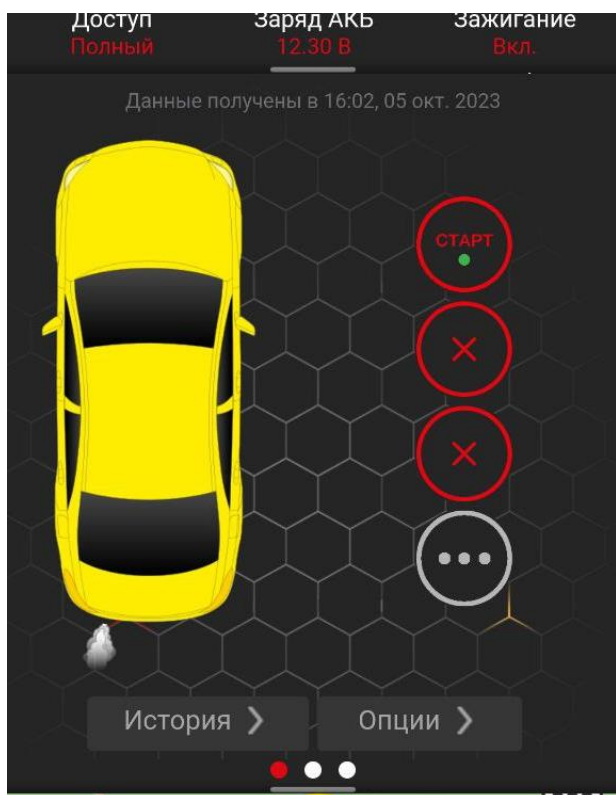 Доступ Заряд АКБ Зажигание
Полный 12.30 В Вкл.
Данные получены в 16:02, 05 окт. 2023
СТАРТ
История
Опции